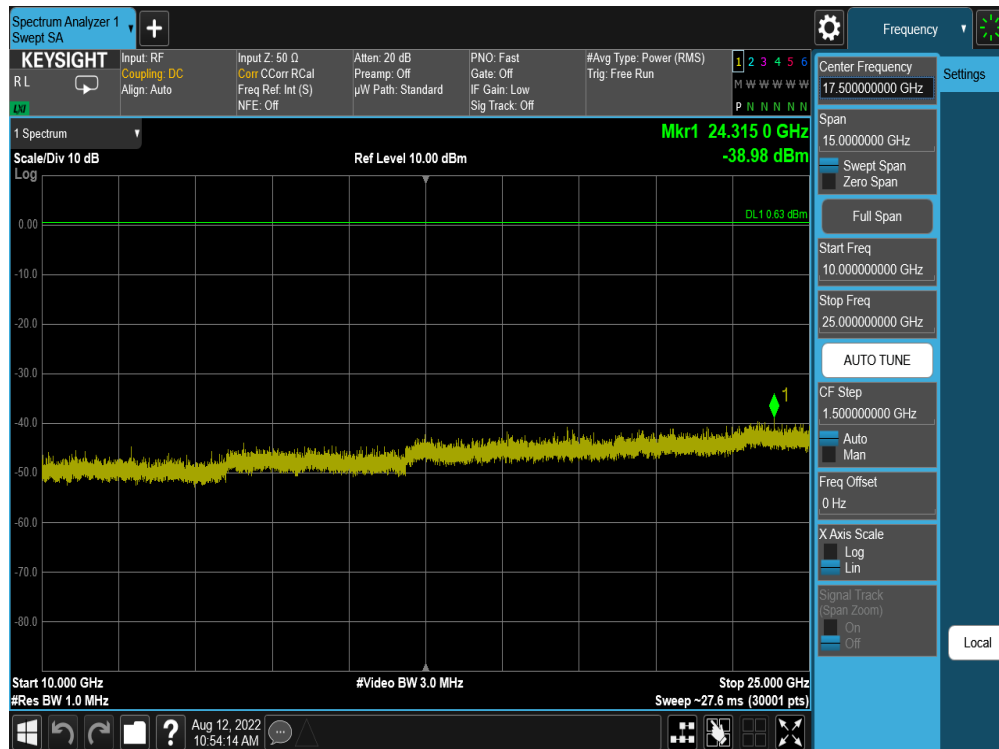 Spectrum Analyzer 1
Swept SA
Frequency
KEYSIGHT
R L
LXI
Input: RF
Coupling: DC
Align: Auto
Input Z: 50 Ω
Corr CCorr RCal
Freq Ref: Int (S)
NFE: Off
Atten: 20 dB
Preamp: Off
µW Path: Standard
PNO: Fast
Gate: Off
IF Gain: Low
Sig Track: Off
#Avg Type: Power (RMS)
Trig: Free Run
1 2 3 4 5 6
M W W W W W
P N N N N N
1 Spectrum
Scale/Div 10 dB
Log
Ref Level 10.00 dBm
Mkr1 24.315 0 GHz
-38.98 dBm
DL1 0.63 dBm
0.00
-10.0
-20.0
-30.0
-40.0
-50.0
-60.0
-70.0
-80.0
1
Start 10.000 GHz
#Res BW 1.0 MHz
#Video BW 3.0 MHz
Stop 25.000 GHz
Sweep ~27.6 ms (30001 pts)
Center Frequency
17.500000000 GHz
Settings
Span
15.0000000 GHz
Swept Span
Zero Span
Full Span
Start Freq
10.000000000 GHz
Stop Freq
25.000000000 GHz
AUTO TUNE
CF Step
1.500000000 GHz
Auto
Man
Freq Offset
0 Hz
X Axis Scale
Log
Lin
Signal Track
(Span Zoom)
On
Off
Local
?
Aug 12, 2022
10:54:14 AM